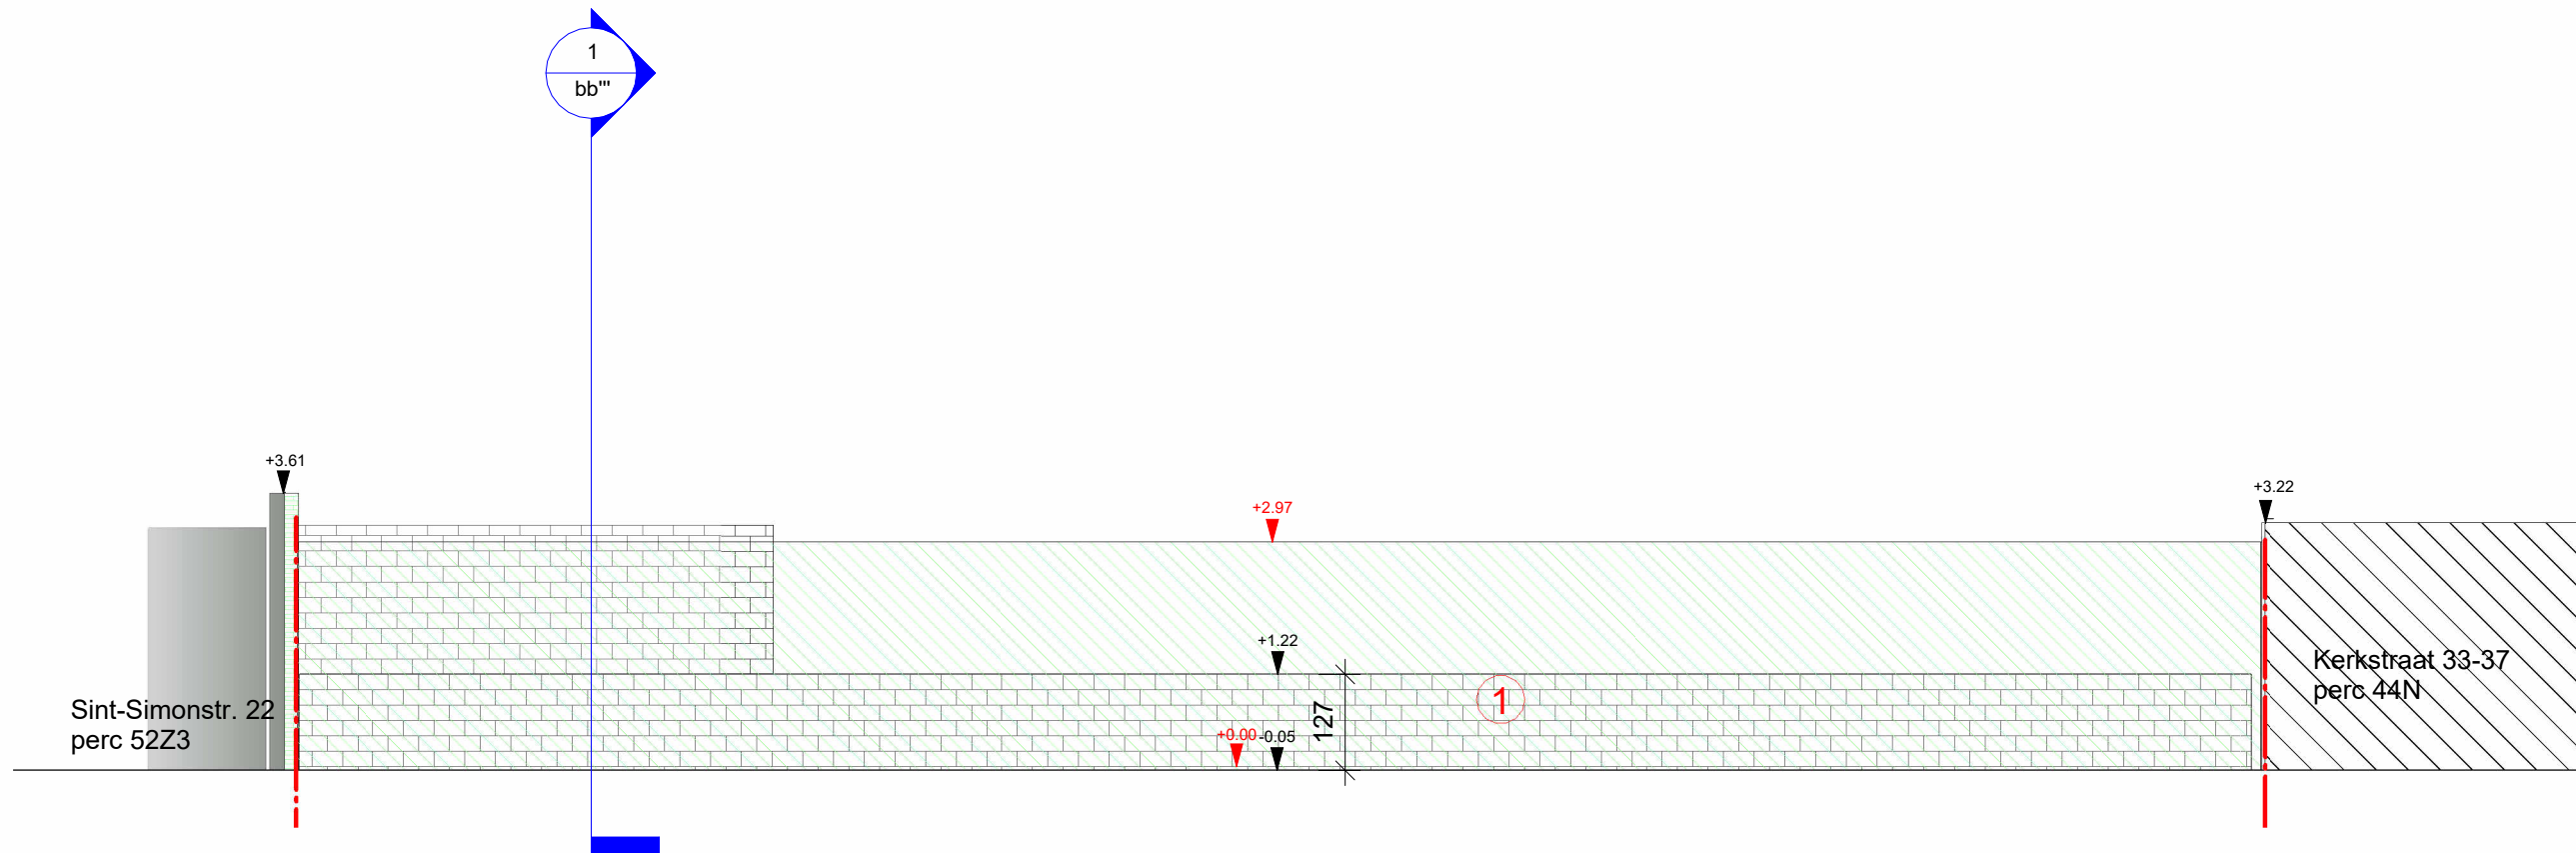 1
bb'''
+3.61
+2.97
+3.22
+1.22
Kerkstraat 33-37
perc 44N
1
127
Sint-Simonstr. 22
perc 52Z3
+0.00
-0.05